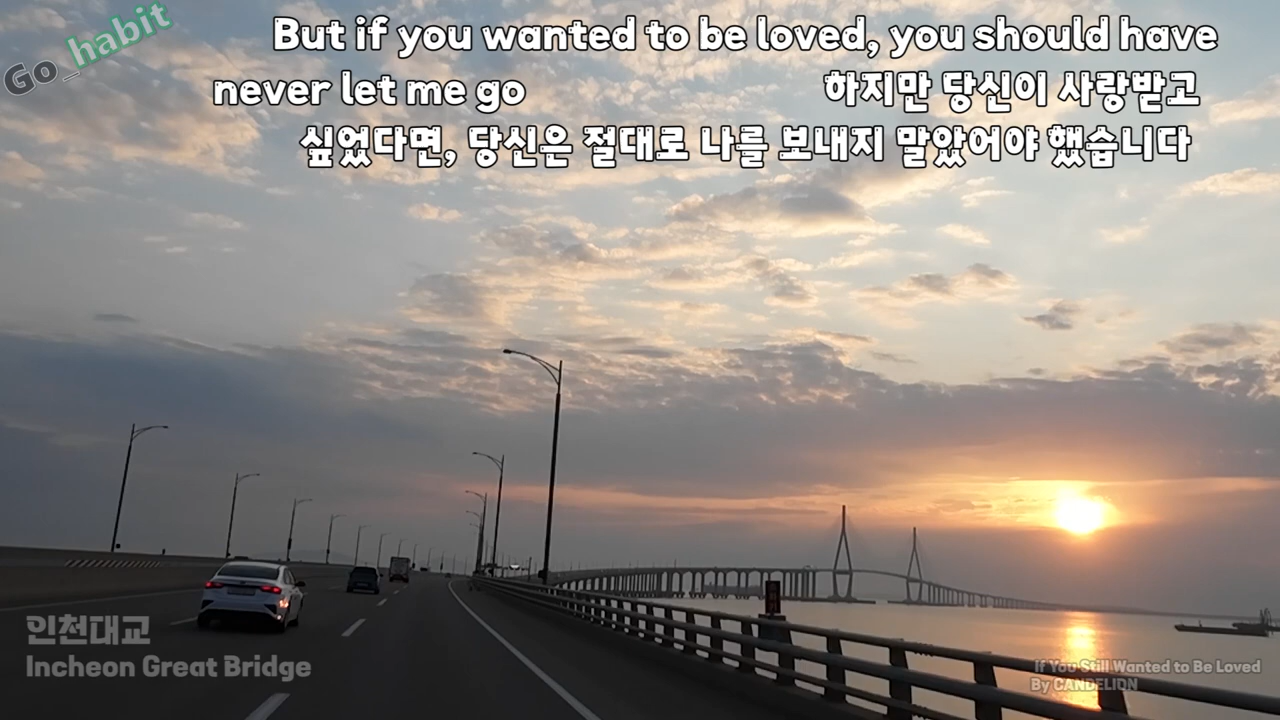 Go_habit
But if you wanted to be loved, you should have
never let me go 하지만 당신이 사랑받고
싶었다면, 당신은 절대로 나를 보내지 말았어야 했습니다
인천대교
Incheon Great Bridge
If You Still Wanted to Be Loved
By CANDELION